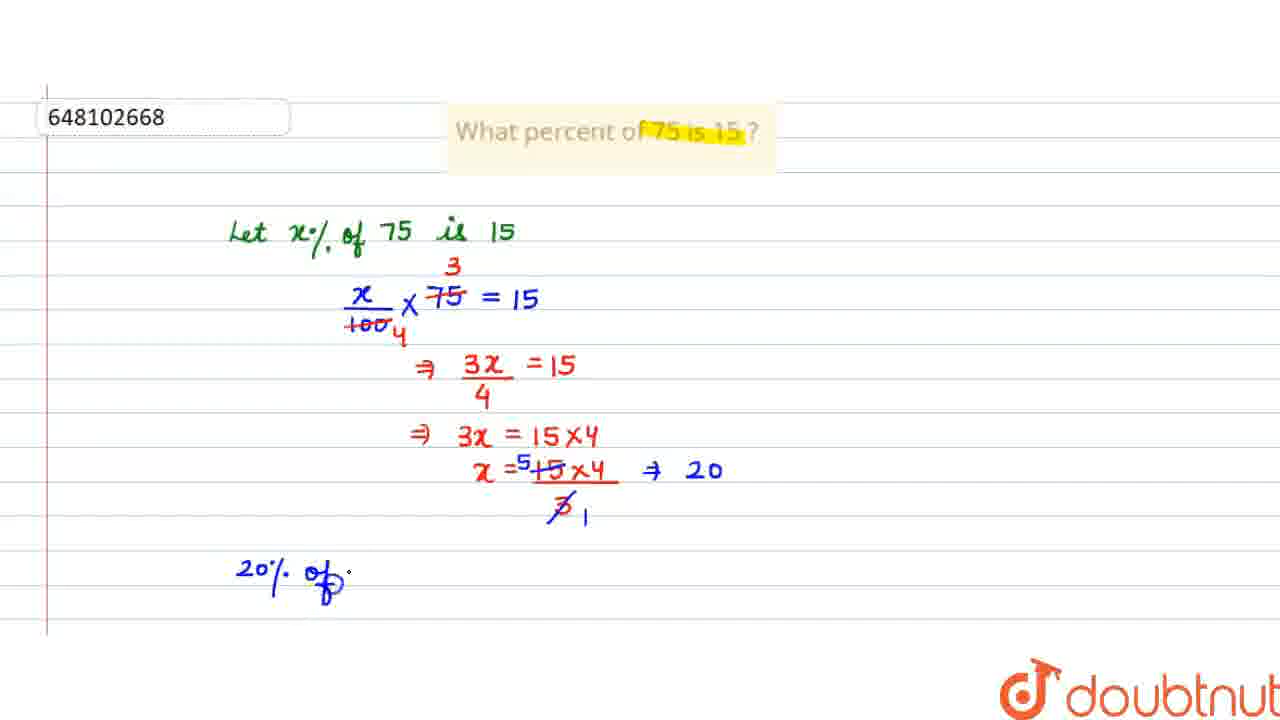 648102668
What percent of 75 is 15 ?
Let x% of 75 is 15
3
x/100 × 75 = 15
4
⇒ 3x/4 = 15
⇒ 3x = 15 × 4
x = 5 15 × 4 / 3 1 ⇒ 20
20% of
doubtnut